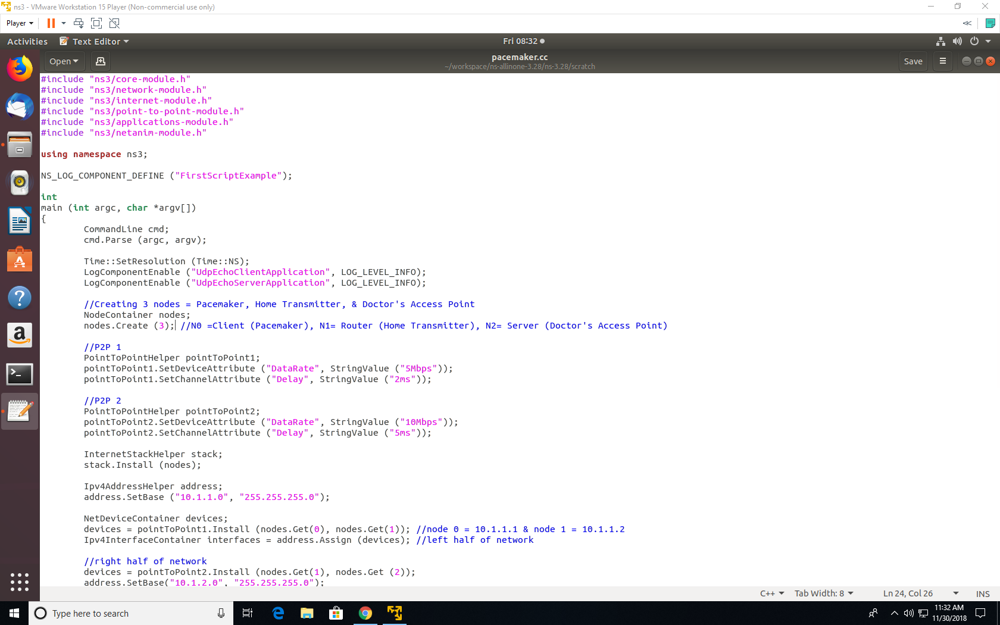 ns3 - VMware Workstation 15 Player (Non-commercial use only)
Player
Activities
Text Editor
Fri 08:32
Open
pacemaker.cc
~/workspace/ns-allinone-3.28/ns-3.28/scratch
Save
#include "ns3/core-module.h"
#include "ns3/network-module.h"
#include "ns3/internet-module.h"
#include "ns3/point-to-point-module.h"
#include "ns3/applications-module.h"
#include "ns3/netanim-module.h"
using namespace ns3;
NS_LOG_COMPONENT_DEFINE ("FirstScriptExample");
int
main (int argc, char *argv[])
{
CommandLine cmd;
cmd.Parse (argc, argv);
Time::SetResolution (Time::NS);
LogComponentEnable ("UdpEchoClientApplication", LOG_LEVEL_INFO);
LogComponentEnable ("UdpEchoServerApplication", LOG_LEVEL_INFO);
//Creating 3 nodes = Pacemaker, Home Transmitter, & Doctor's Access Point
NodeContainer nodes;
nodes.Create (3); //N0 =Client (Pacemaker), N1= Router (Home Transmitter), N2= Server (Doctor's Access Point)
//P2P 1
PointToPointHelper pointToPoint1;
pointToPoint1.SetDeviceAttribute ("DataRate", StringValue ("5Mbps"));
pointToPoint1.SetChannelAttribute ("Delay", StringValue ("2ms"));
//P2P 2
PointToPointHelper pointToPoint2;
pointToPoint2.SetDeviceAttribute ("DataRate", StringValue ("10Mbps"));
pointToPoint2.SetChannelAttribute ("Delay", StringValue ("5ms"));
InternetStackHelper stack;
stack.Install (nodes);
Ipv4AddressHelper address;
address.SetBase ("10.1.1.0", "255.255.255.0");
NetDeviceContainer devices;
devices = pointToPoint1.Install (nodes.Get(0), nodes.Get(1)); //node 0 = 10.1.1.1 & node 1 = 10.1.1.2
Ipv4InterfaceContainer interfaces = address.Assign (devices); //left half of network
//right half of network
devices = pointToPoint2.Install (nodes.Get(1), nodes.Get (2));
address.SetBase("10.1.2.0", "255.255.255.0");
C++
Tab Width: 8
Ln 24, Col 26
INS
Type here to search
11:32 AM
11/30/2018